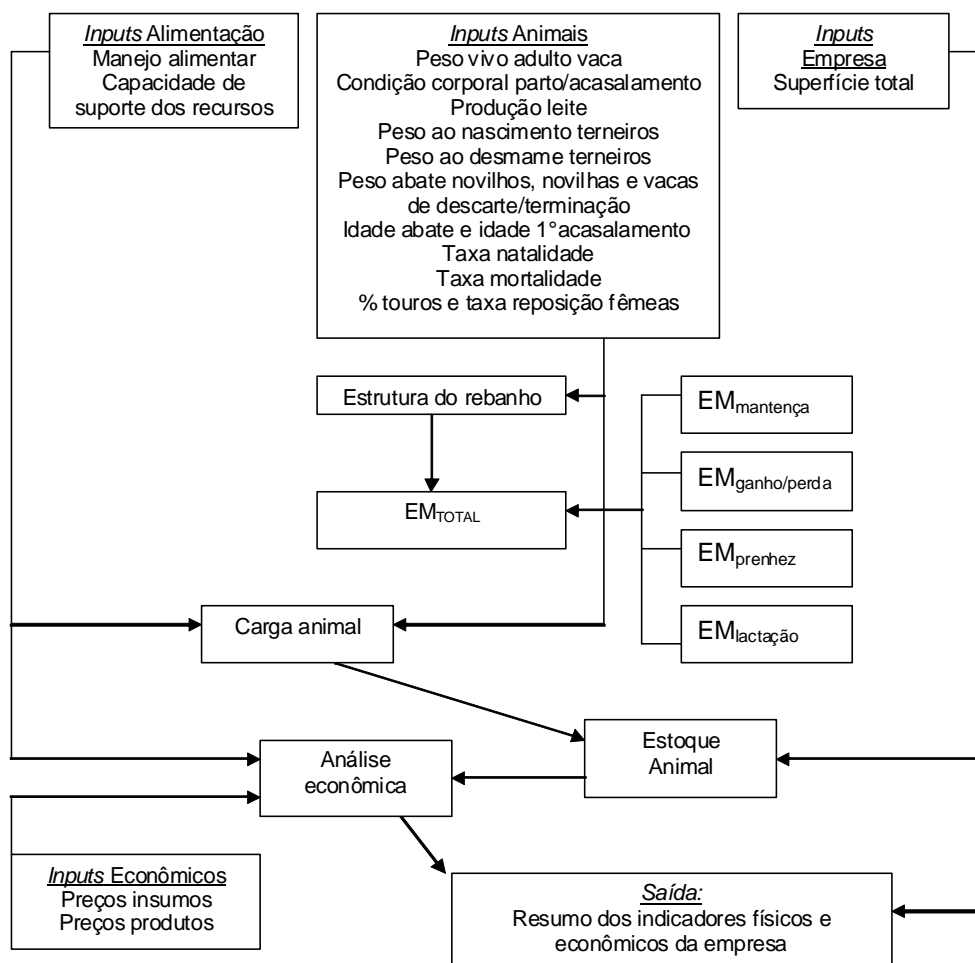 Inputs Alimentação
Manejo alimentar
Capacidade de
suporte dos recursos
Inputs Animais
Peso vivo adulto vaca
Condição corporal parto/acasalamento
Produção leite
Peso ao nascimento terneiros
Peso ao desmame terneiros
Peso abate novilhos, novilhas e vacas
de descarte/terminação
Idade abate e idade 1°acasalamento
Taxa natalidade
Taxa mortalidade
% touros e taxa reposição fêmeas
Inputs
Empresa
Superfície total
Estrutura do rebanho
EMTOTAL
EMmantença
EMganho/perda
EMprenhez
EMlactação
Carga animal
Estoque
Animal
Análise
econômica
Inputs Econômicos
Preços insumos
Preços produtos
Saída:
Resumo dos indicadores físicos e
econômicos da empresa